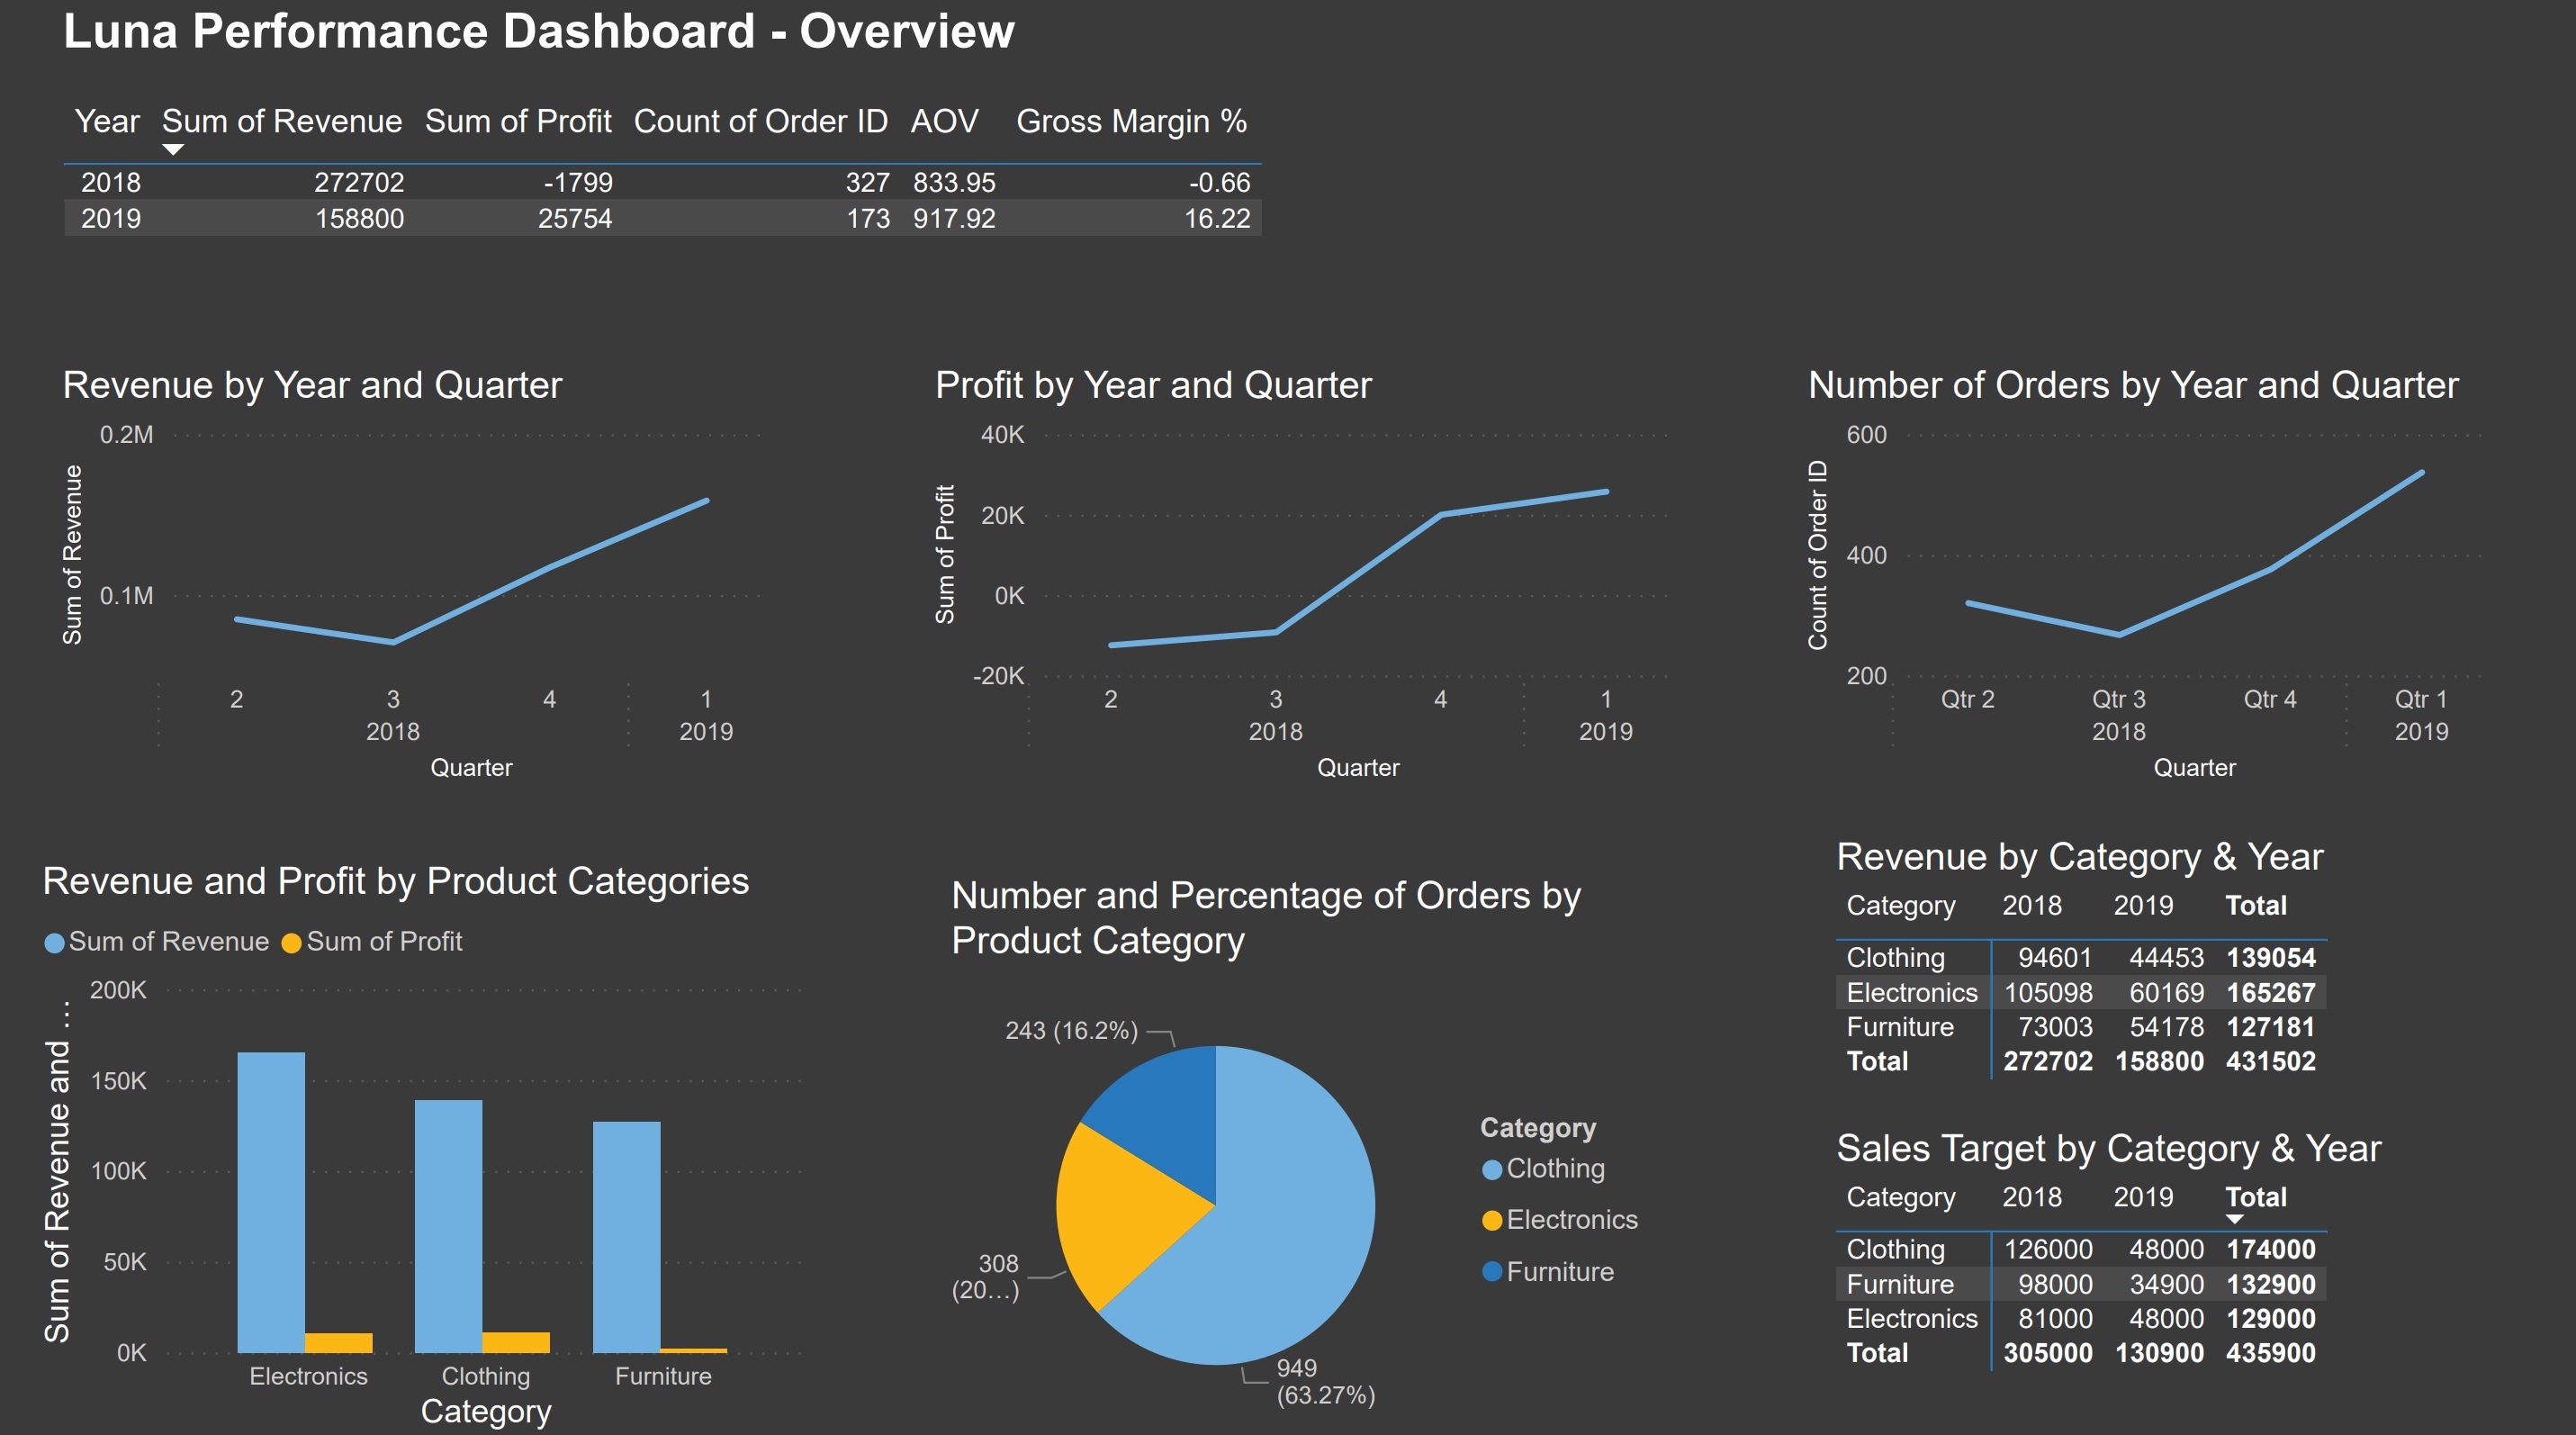 Luna Performance Dashboard - Overview
Year Sum of Revenue Sum of Profit Count of Order ID AOV Gross Margin %
2018 272702 -1799 327 833.95 -0.66
2019 158800 25754 173 917.92 16.22
Revenue by Year and Quarter
Sum of Revenue
0.2M
0.1M
2 3 4 1
2018 2019
Quarter
Profit by Year and Quarter
Sum of Profit
40K
20K
0K
-20K
2 3 4 1
2018 2019
Quarter
Number of Orders by Year and Quarter
Count of Order ID
600
400
200
Qtr 2 Qtr 3 Qtr 4 Qtr 1
2018 2019
Quarter
Revenue and Profit by Product Categories
Sum of Revenue Sum of Profit
Sum of Revenue and …
200K
150K
100K
50K
0K
Electronics Clothing Furniture
Category
Number and Percentage of Orders by
Product Category
243 (16.2%)
308
(20…)
949
(63.27%)
Category
Clothing
Electronics
Furniture
Revenue by Category & Year
Category 2018 2019 Total
Clothing 94601 44453 139054
Electronics 105098 60169 165267
Furniture 73003 54178 127181
Total 272702 158800 431502
Sales Target by Category & Year
Category 2018 2019 Total
Clothing 126000 48000 174000
Furniture 98000 34900 132900
Electronics 81000 48000 129000
Total 305000 130900 435900